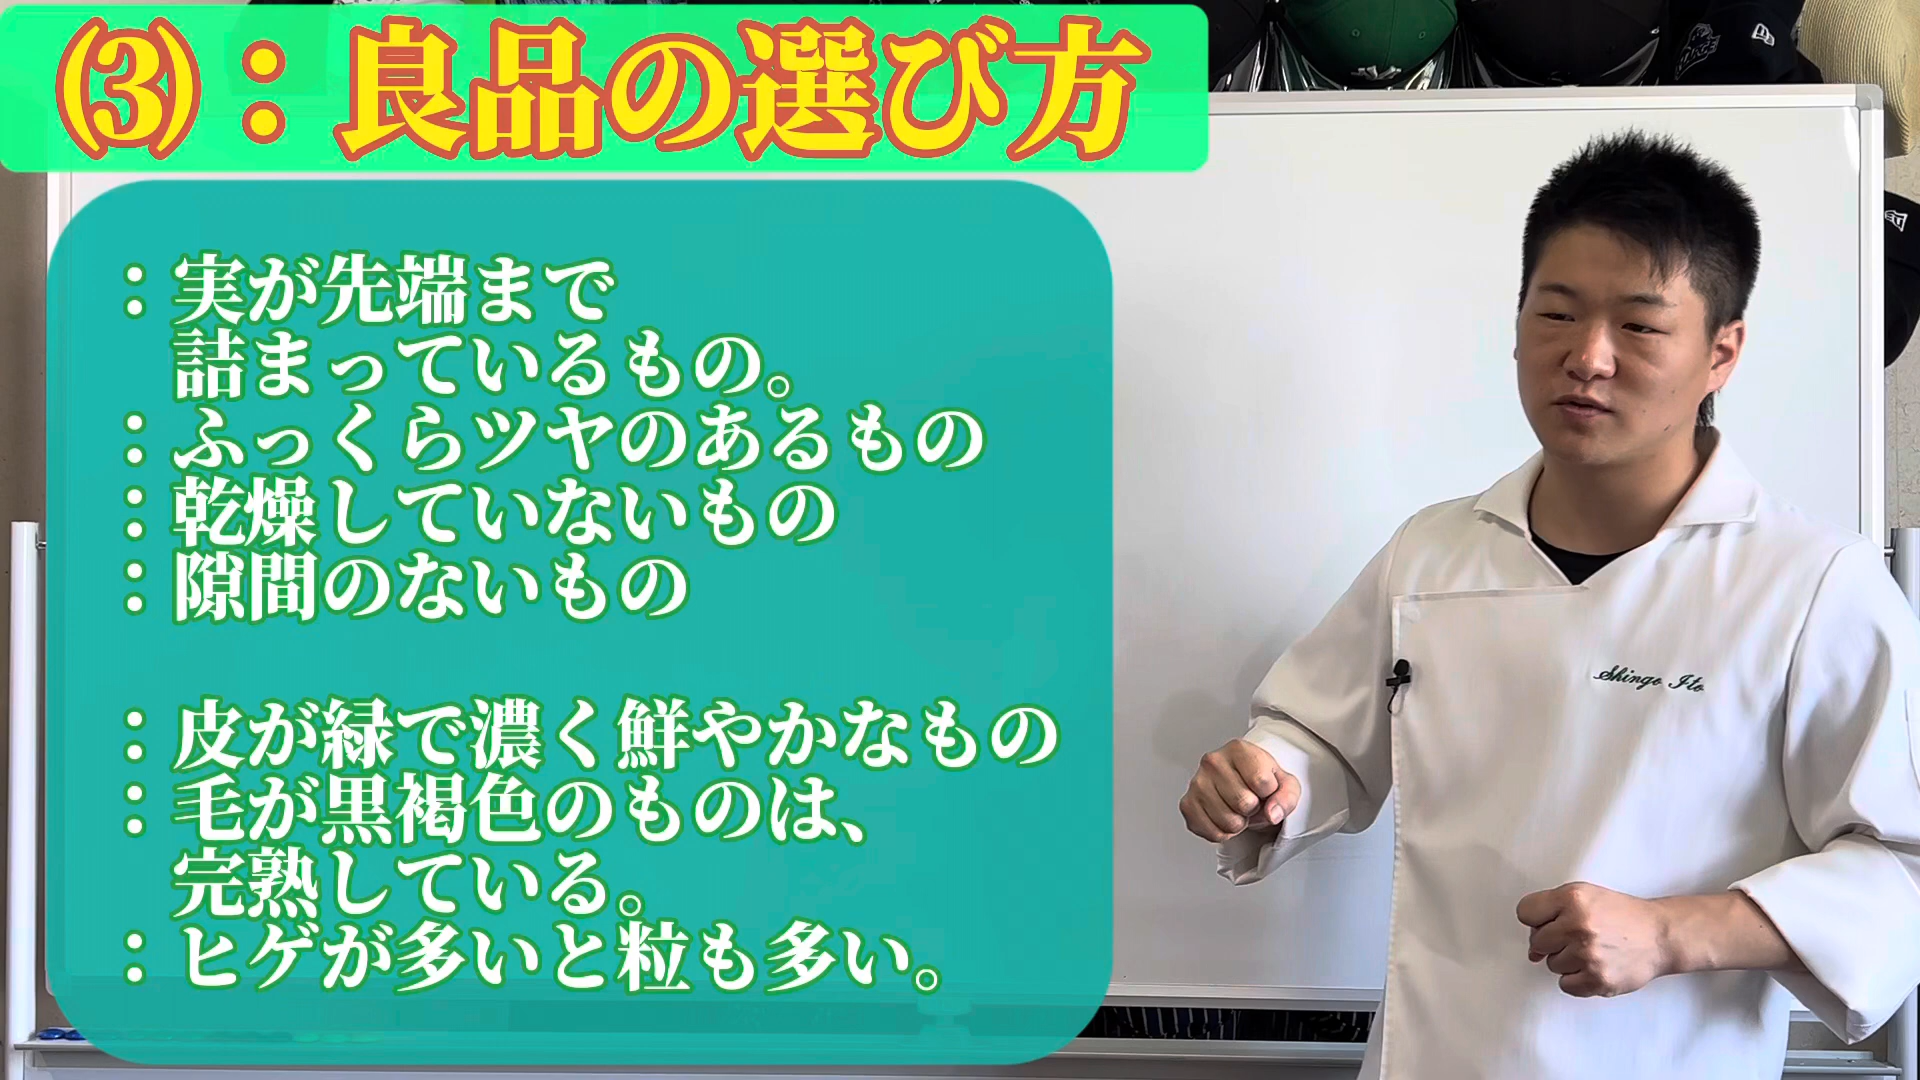 (3)：良品の選び方
：実が先端まで
詰まっているもの。
：ふっくらツヤのあるもの
：乾燥していないもの
：隙間のないもの
：皮が緑で濃く鮮やかなもの
：毛が黒褐色のものは、
完熟している。
：ヒゲが多いと粒も多い。
Shingo Ito